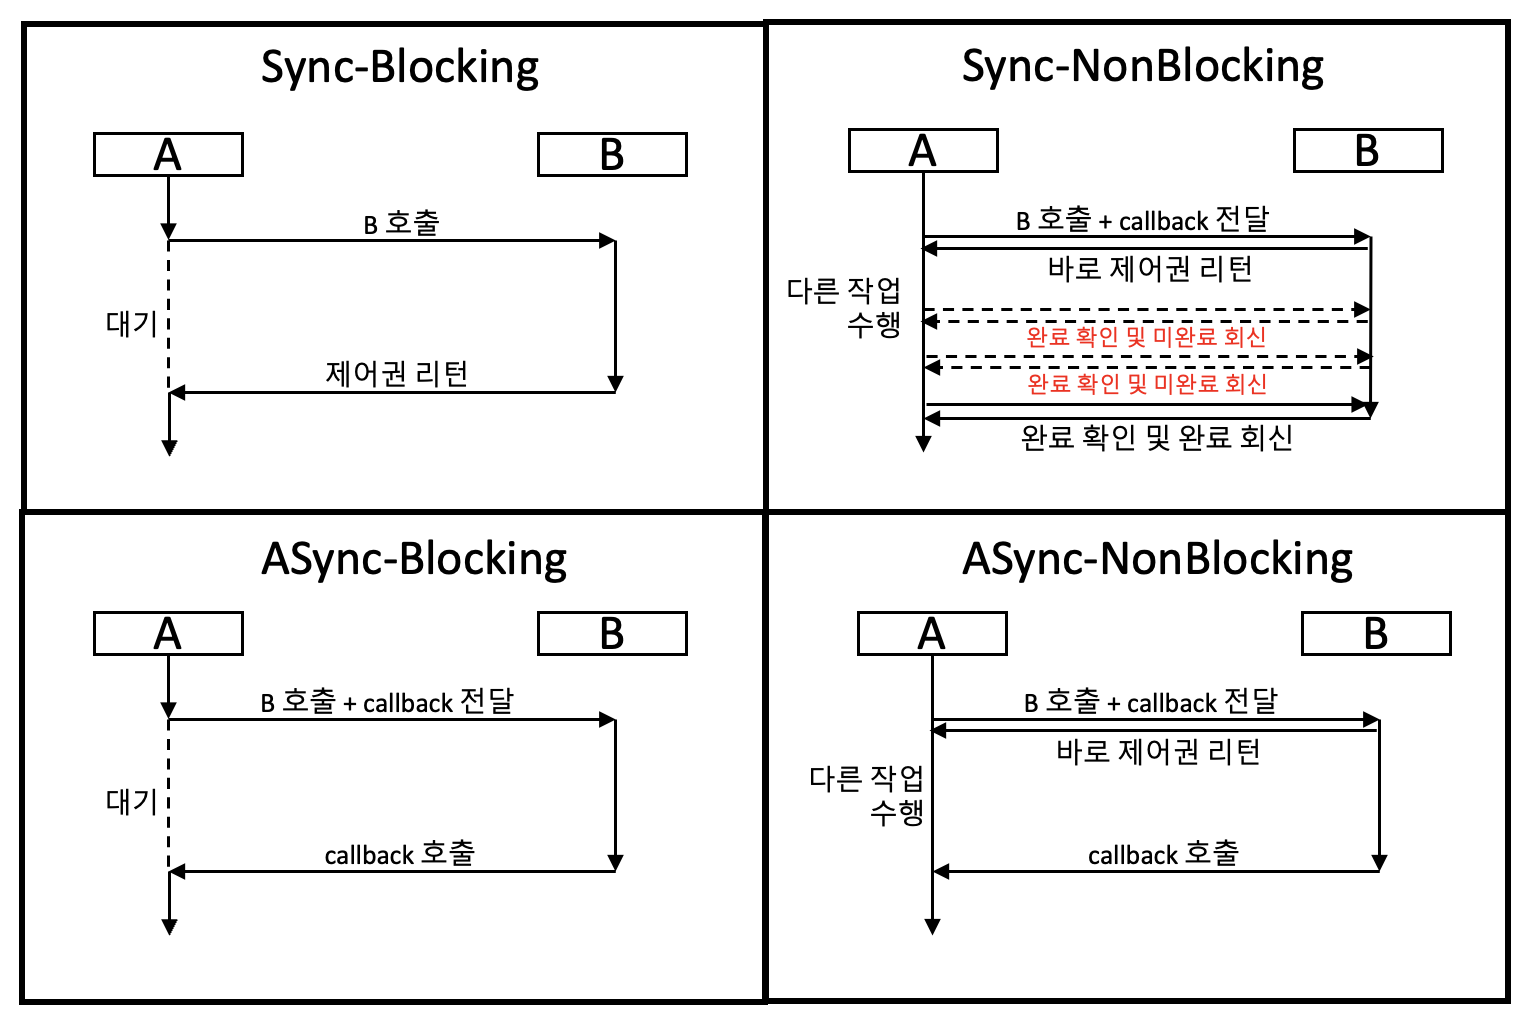 Sync-Blocking
A
B
B 호출
대기
제어권 리턴
Sync-NonBlocking
A
B
B 호출 + callback 전달
바로 제어권 리턴
다른 작업
수행
완료 확인 및 미완료 회신
완료 확인 및 미완료 회신
완료 확인 및 완료 회신
ASync-Blocking
A
B
B 호출 + callback 전달
대기
callback 호출
ASync-NonBlocking
A
B
B 호출 + callback 전달
바로 제어권 리턴
다른 작업
수행
callback 호출